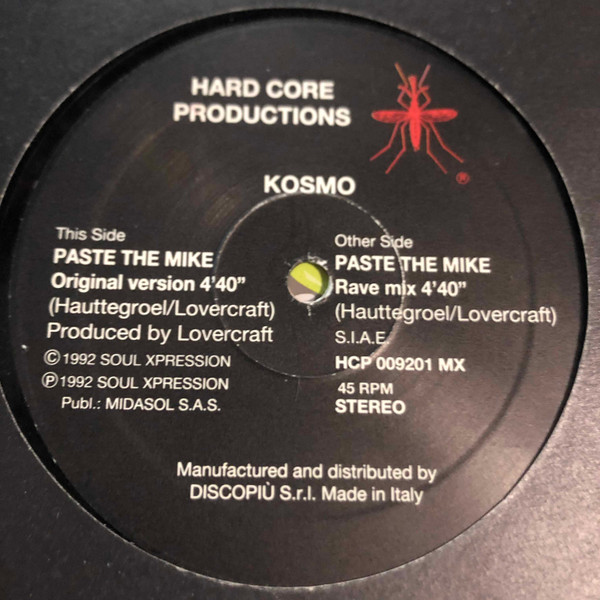 HARD CORE
PRODUCTIONS
®
KOSMO
This Side
PASTE THE MIKE
Original version 4'40"
(Hauttegroel/Lovercraft)
Produced by Lovercraft
©1992 SOUL XPRESSION
℗1992 SOUL XPRESSION
Publ.: MIDASOL S.A.S.
Other Side
PASTE THE MIKE
Rave mix 4'40"
(Hauttegroel/Lovercraft)
S.I.A.E.
HCP 009201 MX
45 RPM
STEREO
Manufactured and distributed by
DISCOPIÙ S.r.l. Made in Italy